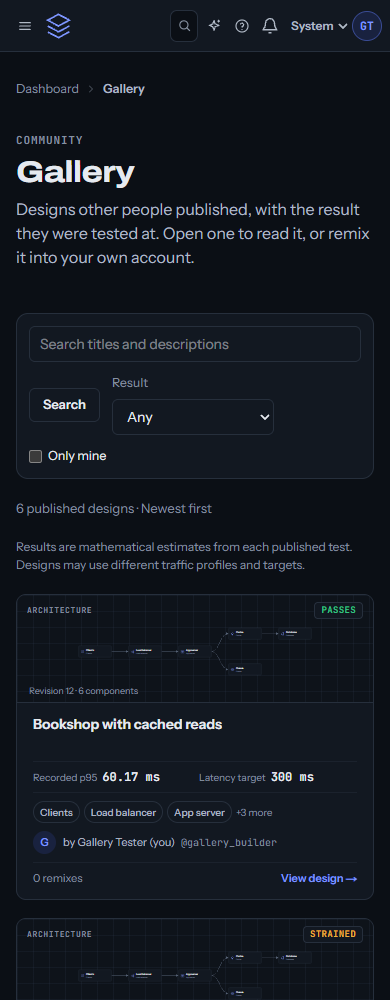 System
GT
Dashboard > Gallery
COMMUNITY
Gallery
Designs other people published, with the result
they were tested at. Open one to read it, or remix
it into your own account.
Search titles and descriptions
Result
Search
Any
Only mine
6 published designs · Newest first
Results are mathematical estimates from each published test.
Designs may use different traffic profiles and targets.
ARCHITECTURE
PASSES
Revision 12 · 6 components
Bookshop with cached reads
Recorded p95 60.17 ms Latency target 300 ms
Clients Load balancer App server +3 more
G by Gallery Tester (you) @gallery_builder
0 remixes View design →
ARCHITECTURE
STRAINED